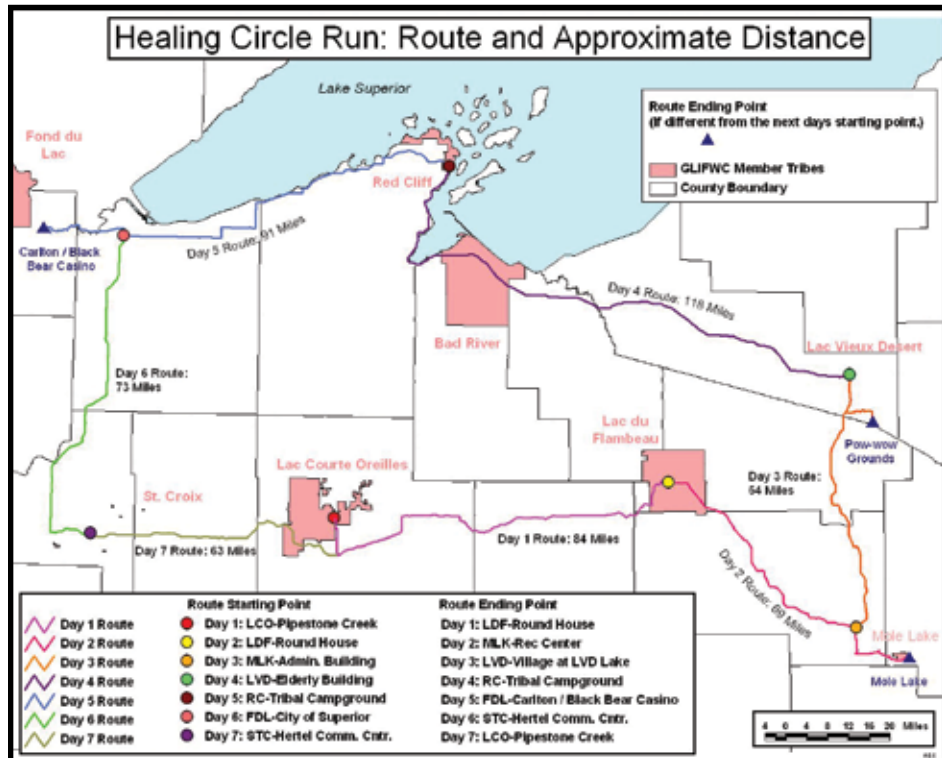 Healing Circle Run: Route and Approximate Distance
Lake Superior
Route Ending Point
(If different from the next days starting point.)
GLIFWC Member Tribes
County Boundary
Fond du
Lac
Red Cliff
Carlton / Black
Bear Casino
Day 5 Route: 91 Miles
Bad River
Day 4 Route: 118 Miles
Lac Vieux Desert
Day 6 Route:
73 Miles
Lac du
Flambeau
Pow-wow
Grounds
Lac Courte Oreilles
St. Croix
Day 3 Route:
54 Miles
Day 7 Route: 63 Miles
Day 1 Route: 84 Miles
Day 2 Route: 69 Miles
Mole Lake
Mole Lake
Day 1 Route
Day 2 Route
Day 3 Route
Day 4 Route
Day 5 Route
Day 6 Route
Day 7 Route
Route Starting Point
Day 1: LCO-Pipestone Creek
Day 2: LDF-Round House
Day 3: MLK-Admin. Building
Day 4: LVD-Elderly Building
Day 5: RC-Tribal Campground
Day 6: FDL-City of Superior
Day 7: STC-Hertel Comm. Cntr.
Route Ending Point
Day 1: LDF-Round House
Day 2: MLK-Rec Center
Day 3: LVD-Village at LVD Lake
Day 4: RC-Tribal Campground
Day 5: FDL-Carlton / Black Bear Casino
Day 6: STC-Hertel Comm. Cntr.
Day 7: LCO-Pipestone Creek
4 0 4 8 12 16 20 Miles